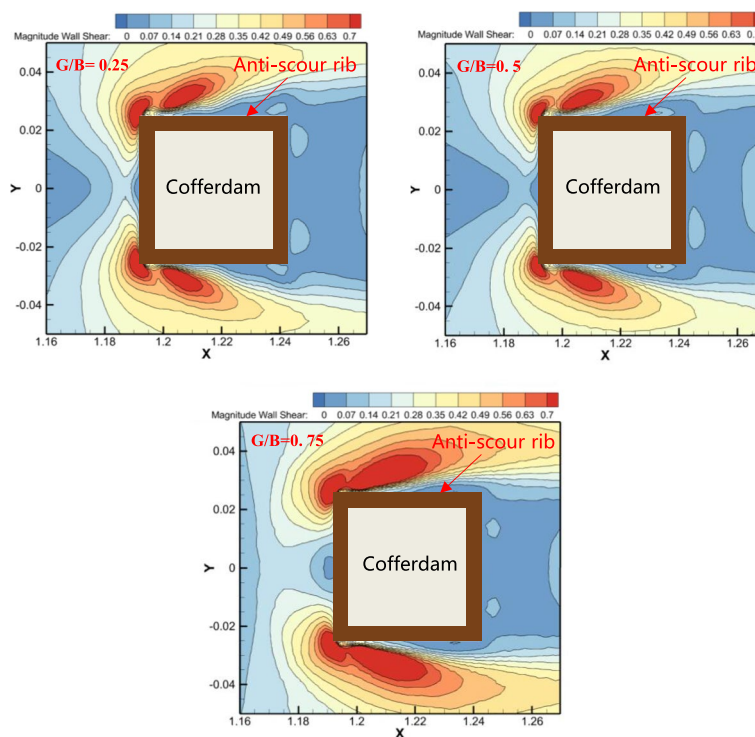 Magnitude Wall Shear: 0 0.07 0.14 0.21 0.28 0.35 0.42 0.49 0.56 0.63 0.7
G/B= 0.25
Anti-scour rib
Cofferdam
Y
0.04
0.02
0
-0.02
-0.04
1.16 1.18 1.2 1.22 1.24 1.26
X
Magnitude Wall Shear: 0 0.07 0.14 0.21 0.28 0.35 0.42 0.49 0.56 0.63
G/B=0. 5
Anti-scour rib
Cofferdam
Y
0.04
0.02
0
-0.02
-0.04
1.16 1.18 1.2 1.22 1.24 1.26
X
Magnitude Wall Shear: 0 0.07 0.14 0.21 0.28 0.35 0.42 0.49 0.56 0.63 0.7
G/B=0. 75
Anti-scour rib
Cofferdam
Y
0.04
0.02
0
-0.02
-0.04
1.16 1.18 1.2 1.22 1.24 1.26
X